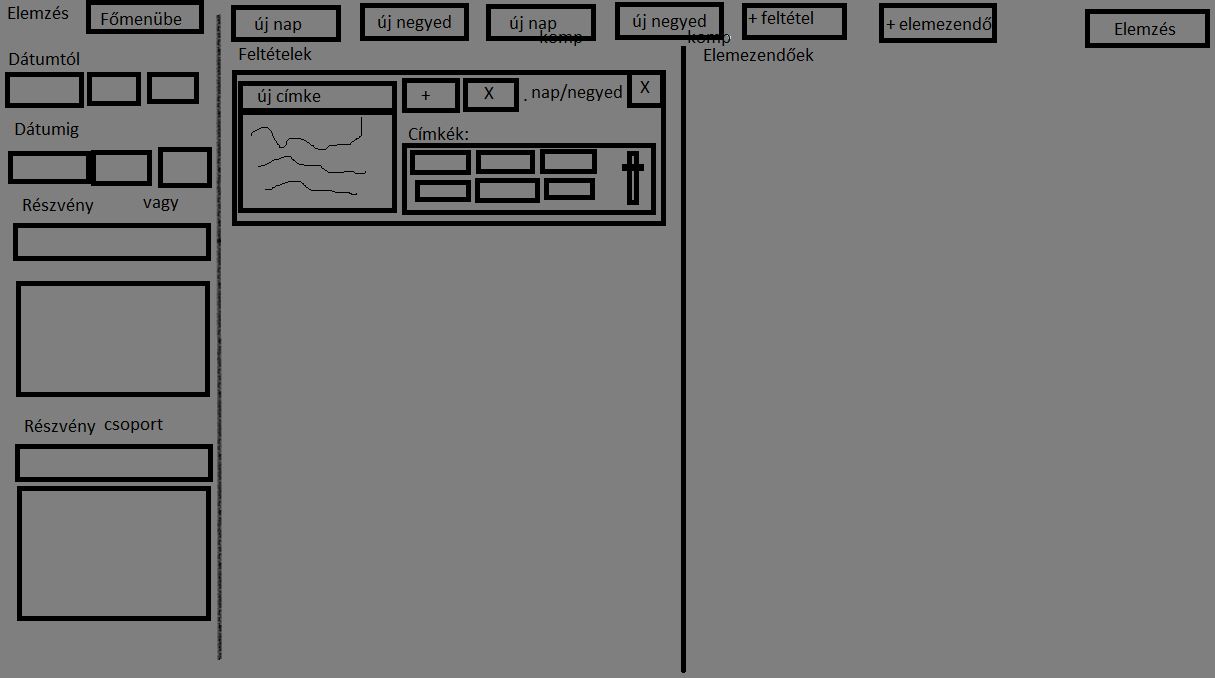 Elemzés
Főmenübe
új nap
új negyed
új nap
komp
új negyed
komp
+ feltétel
+ elemezendő
Elemzés
Dátumtól
Dátumig
Részvény vagy
Részvény csoport
Feltételek
új címke
+
X
. nap/negyed
X
Címkék:
Elemezendőek